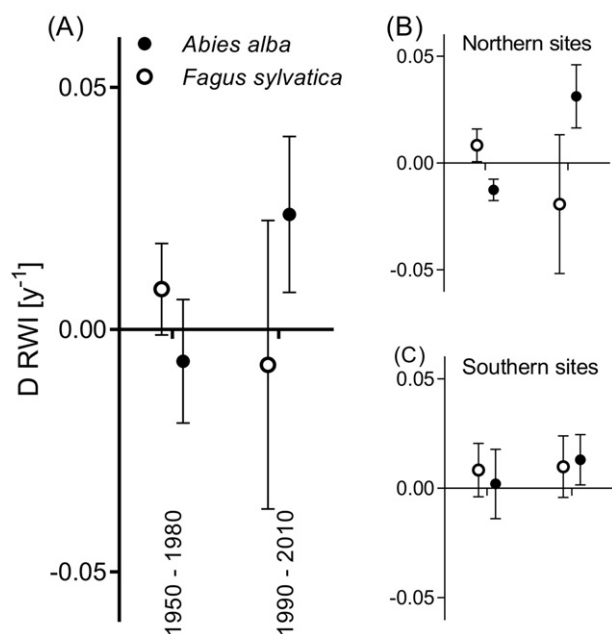 (A)
Abies alba
Fagus sylvatica
0.05
0.00
-0.05
D RWI [y⁻¹]
1950 - 1980
1990 - 2010
(B)
Northern sites
0.05
0.00
-0.05
(C)
Southern sites
0.05
0.00
-0.05